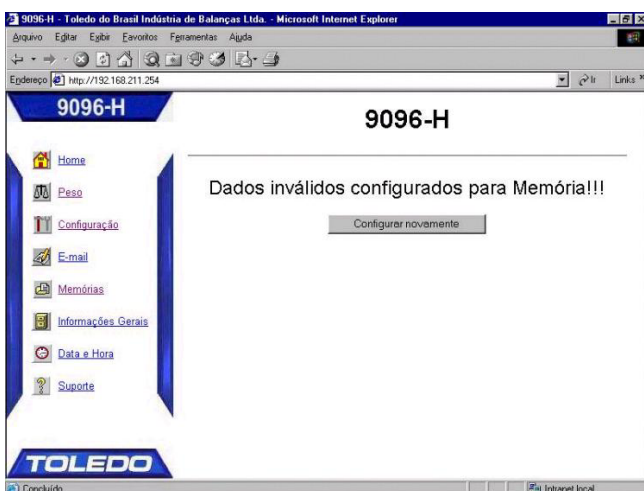 9096-H - Toledo do Brasil Indústria de Balanças Ltda. - Microsoft Internet Explorer
Arquivo Editar Exibir Favoritos Ferramentas Ajuda
Endereço http://192.168.211.254 Ir Links
9096-H
9096-H
Home
Dados inválidos configurados para Memória!!!
Peso
Configurar novamente
Configuração
E-mail
Memórias
Informações Gerais
Data e Hora
Suporte
TOLEDO
Concluído Intranet local